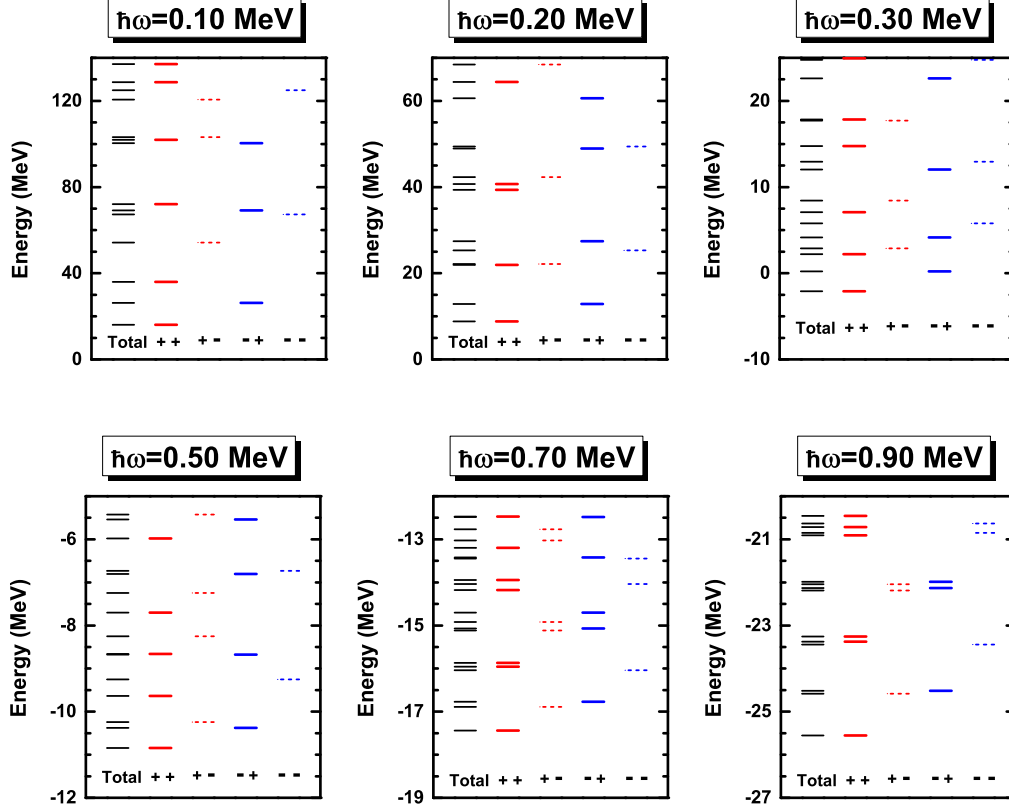 ħω=0.10 MeV
ħω=0.20 MeV
ħω=0.30 MeV
Energy (MeV)
120
80
40
0
Total ++ +- -+ --
Energy (MeV)
60
40
20
0
Total ++ +- -+ --
Energy (MeV)
20
10
0
-10
Total ++ +- -+ --
ħω=0.50 MeV
ħω=0.70 MeV
ħω=0.90 MeV
Energy (MeV)
-6
-8
-10
-12
Total ++ +- -+ --
Energy (MeV)
-13
-15
-17
-19
Total ++ +- -+ --
Energy (MeV)
-21
-23
-25
-27
Total ++ +- -+ --